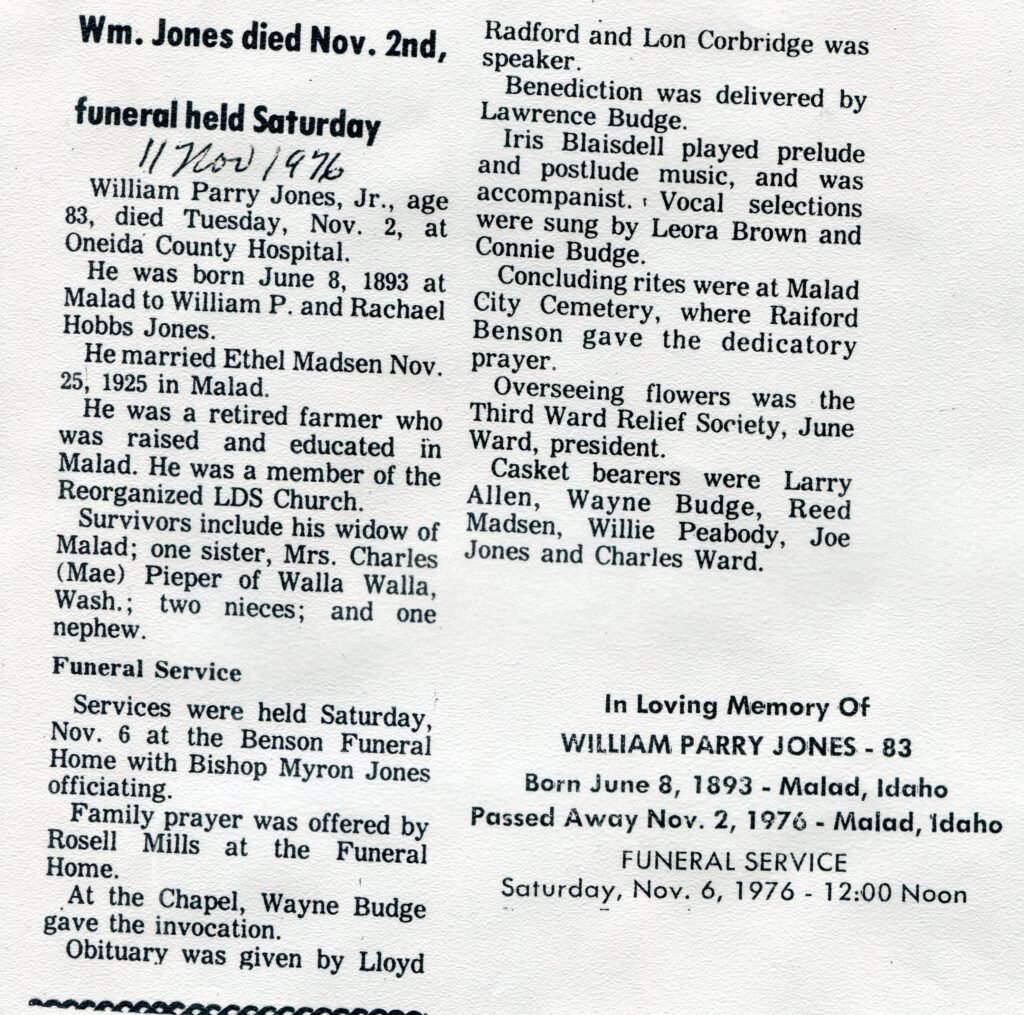 Wm. Jones died Nov. 2nd,
funeral held Saturday
11 Nov 1976
William Parry Jones, Jr., age
83, died Tuesday, Nov. 2, at
Oneida County Hospital.
He was born June 8, 1893 at
Malad to William P. and Rachael
Hobbs Jones.
He married Ethel Madsen Nov.
25, 1925 in Malad.
He was a retired farmer who
was raised and educated in
Malad. He was a member of the
Reorganized LDS Church.
Survivors include his widow of
Malad; one sister, Mrs. Charles
(Mae) Pieper of Walla Walla,
Wash.; two nieces; and one
nephew.
Funeral Service
Services were held Saturday,
Nov. 6 at the Benson Funeral
Home with Bishop Myron Jones
officiating.
Family prayer was offered by
Rosell Mills at the Funeral
Home.
At the Chapel, Wayne Budge
gave the invocation.
Obituary was given by Lloyd
Radford and Lon Corbridge was
speaker.
Benediction was delivered by
Lawrence Budge.
Iris Blaisdell played prelude
and postlude music, and was
accompanist. Vocal selections
were sung by Leora Brown and
Connie Budge.
Concluding rites were at Malad
City Cemetery, where Raiford
Benson gave the dedicatory
prayer.
Overseeing flowers was the
Third Ward Relief Society, June
Ward, president.
Casket bearers were Larry
Allen, Wayne Budge, Reed
Madsen, Willie Peabody, Joe
Jones and Charles Ward.
In Loving Memory Of
WILLIAM PARRY JONES - 83
Born June 8, 1893 - Malad, Idaho
Passed Away Nov. 2, 1976 - Malad, Idaho
FUNERAL SERVICE
Saturday, Nov. 6, 1976 - 12:00 Noon